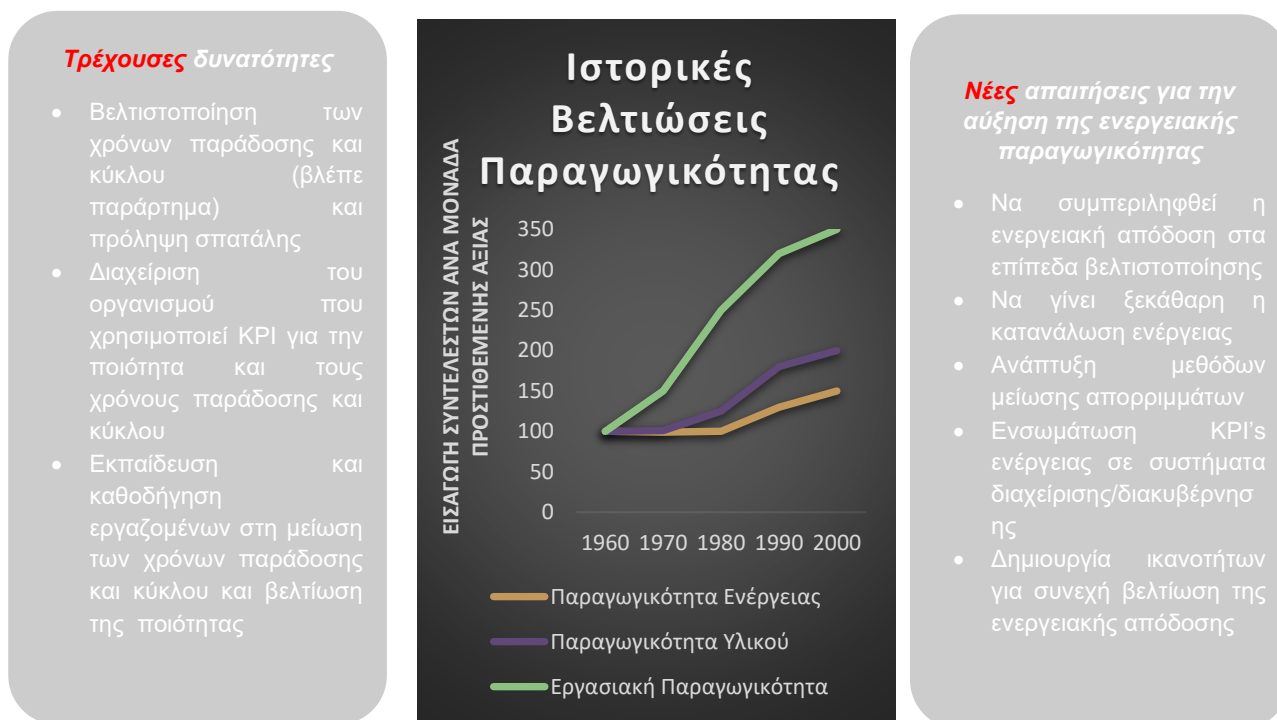 Τρέχουσες δυνατότητες
• Βελτιστοποίηση των
χρόνων παράδοσης και
κύκλου (βλέπε
παράρτημα) και
πρόληψη σπατάλης
• Διαχείριση του
οργανισμού που
χρησιμοποιεί KPI για την
ποιότητα και τους
χρόνους παράδοσης και
κύκλου
• Εκπαίδευση και
καθοδήγηση
εργαζομένων στη μείωση
των χρόνων παράδοσης
και κύκλου και βελτίωση
της ποιότητας
Ιστορικές
Βελτιώσεις
Παραγωγικότητας
ΕΙΣΑΓΩΓΗ ΣΥΝΤΕΛΕΣΤΩΝ ΑΝΑ ΜΟΝΑΔΑ
ΠΡΟΣΤΙΘΕΜΕΝΗΣ ΑΞΙΑΣ
350
300
250
200
150
100
50
0
1960 1970 1980 1990 2000
Παραγωγικότητα Ενέργειας
Παραγωγικότητα Υλικού
Εργασιακή Παραγωγικότητα
Νέες απαιτήσεις για την
αύξηση της ενεργειακής
παραγωγικότητας
• Να συμπεριληφθεί η
ενεργειακή απόδοση στα
επίπεδα βελτιστοποίησης
• Να γίνει ξεκάθαρη η
κατανάλωση ενέργειας
• Ανάπτυξη μεθόδων
μείωσης απορριμμάτων
• Ενσωμάτωση KPI's
ενέργειας σε συστήματα
διαχείρισης/διακυβέρνησ
ης
• Δημιουργία ικανοτήτων
για συνεχή βελτίωση της
ενεργειακής απόδοσης